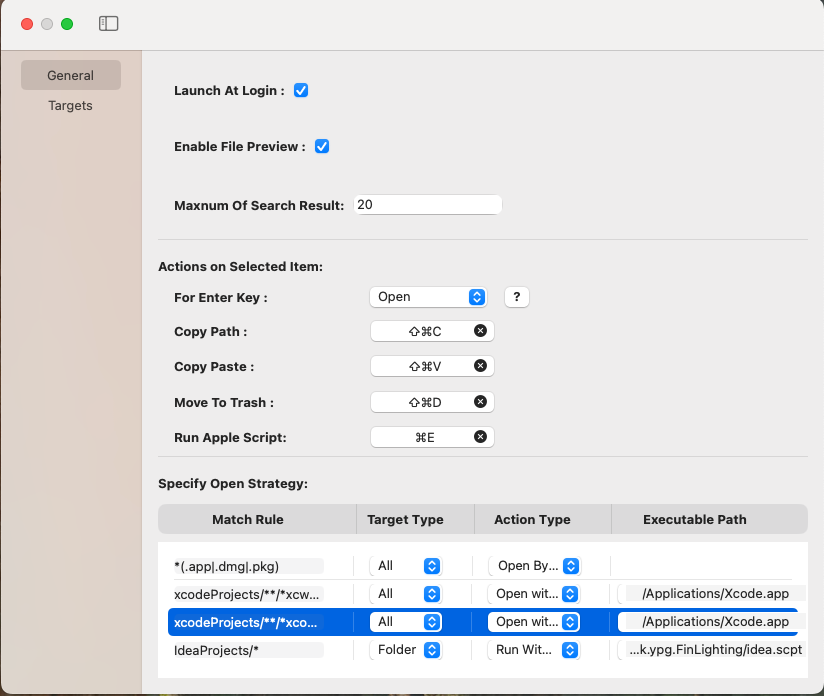 General
Targets
Launch At Login :
Enable File Preview :
Maxnum Of Search Result: 20
Actions on Selected Item:
For Enter Key : Open ?
Copy Path : ⇧⌘C
Copy Paste : ⇧⌘V
Move To Trash : ⇧⌘D
Run Apple Script: ⌘E
Specify Open Strategy:
Match Rule Target Type Action Type Executable Path
*(.app|.dmg|.pkg) All Open By...
xcodeProjects/**/*xcw... All Open wit... /Applications/Xcode.app
xcodeProjects/**/*xco... All Open wit... /Applications/Xcode.app
IdeaProjects/* Folder Run Wit... ...k.ypg.FinLighting/idea.scpt